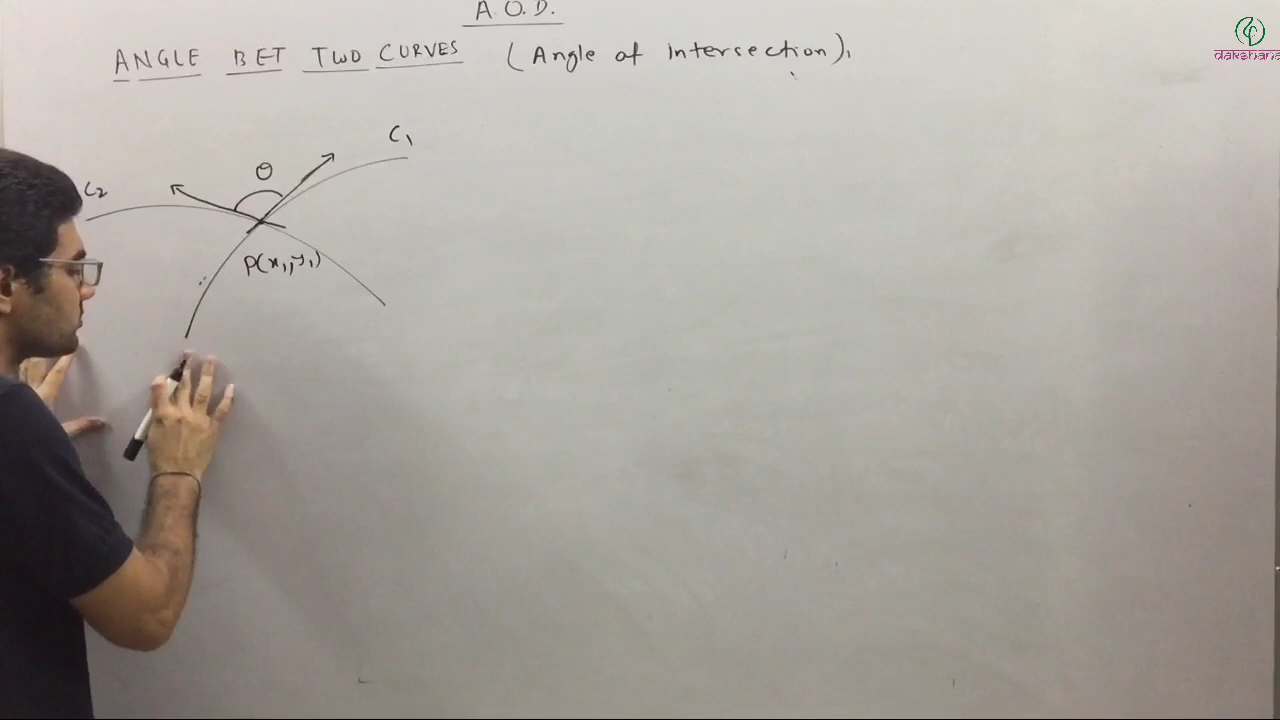 A.O.D.
ANGLE BET TWO CURVES (Angle of intersection).
C1
θ
C2
P(x1,y1)
dakshana